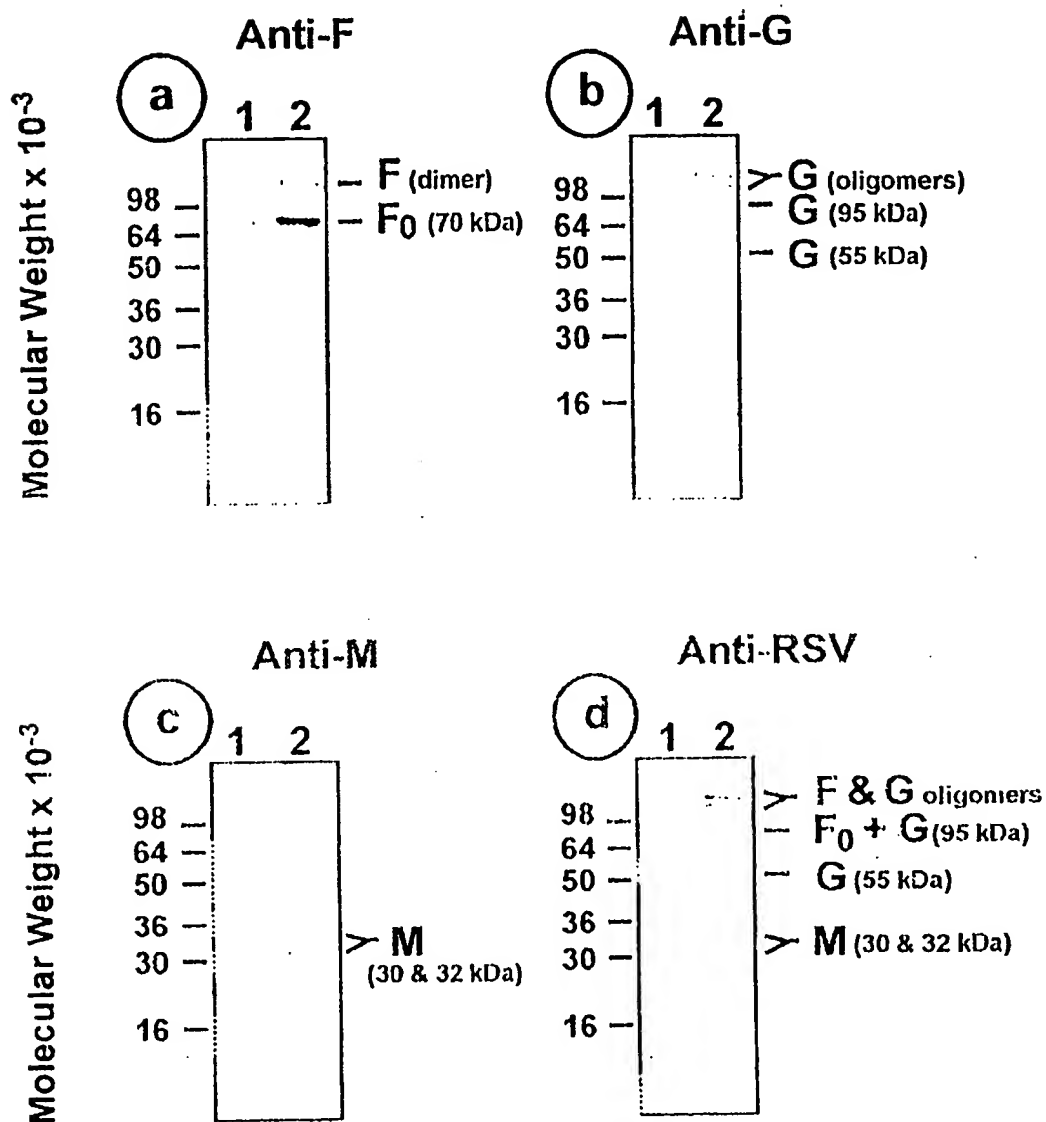 Anti-F
a
1 2
Molecular Weight x 10⁻³
98
64
50
36
30
16
F (dimer)
F₀ (70 kDa)
Anti-G
b
1 2
98
64
50
36
30
16
G (oligomers)
G (95 kDa)
G (55 kDa)
Anti-M
c
1 2
Molecular Weight x 10⁻³
98
64
50
36
30
16
M
(30 & 32 kDa)
Anti-RSV
d
1 2
98
64
50
36
30
16
F & G oligomers
F₀ + G (95 kDa)
G (55 kDa)
M (30 & 32 kDa)